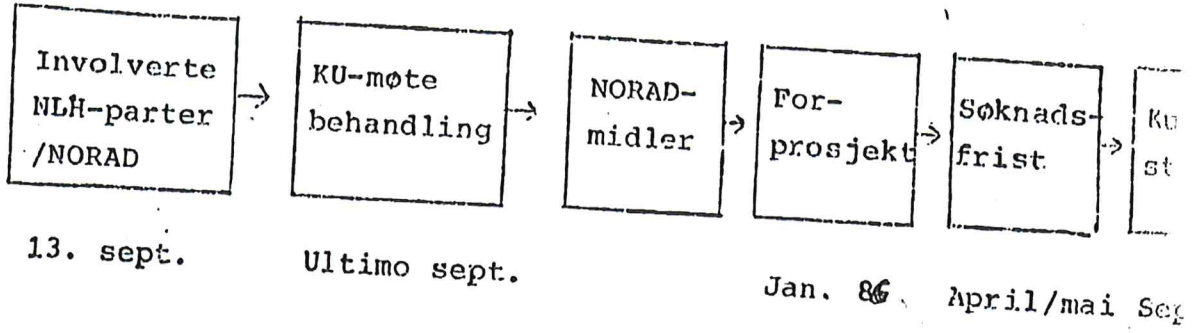 Involverte
NLH-parter
/NORAD
KU-møte
behandling
NORAD-
midler
For-
prosjekt
Søknads-
frist
13. sept.
Ultimo sept.
Jan. 86
April/mai